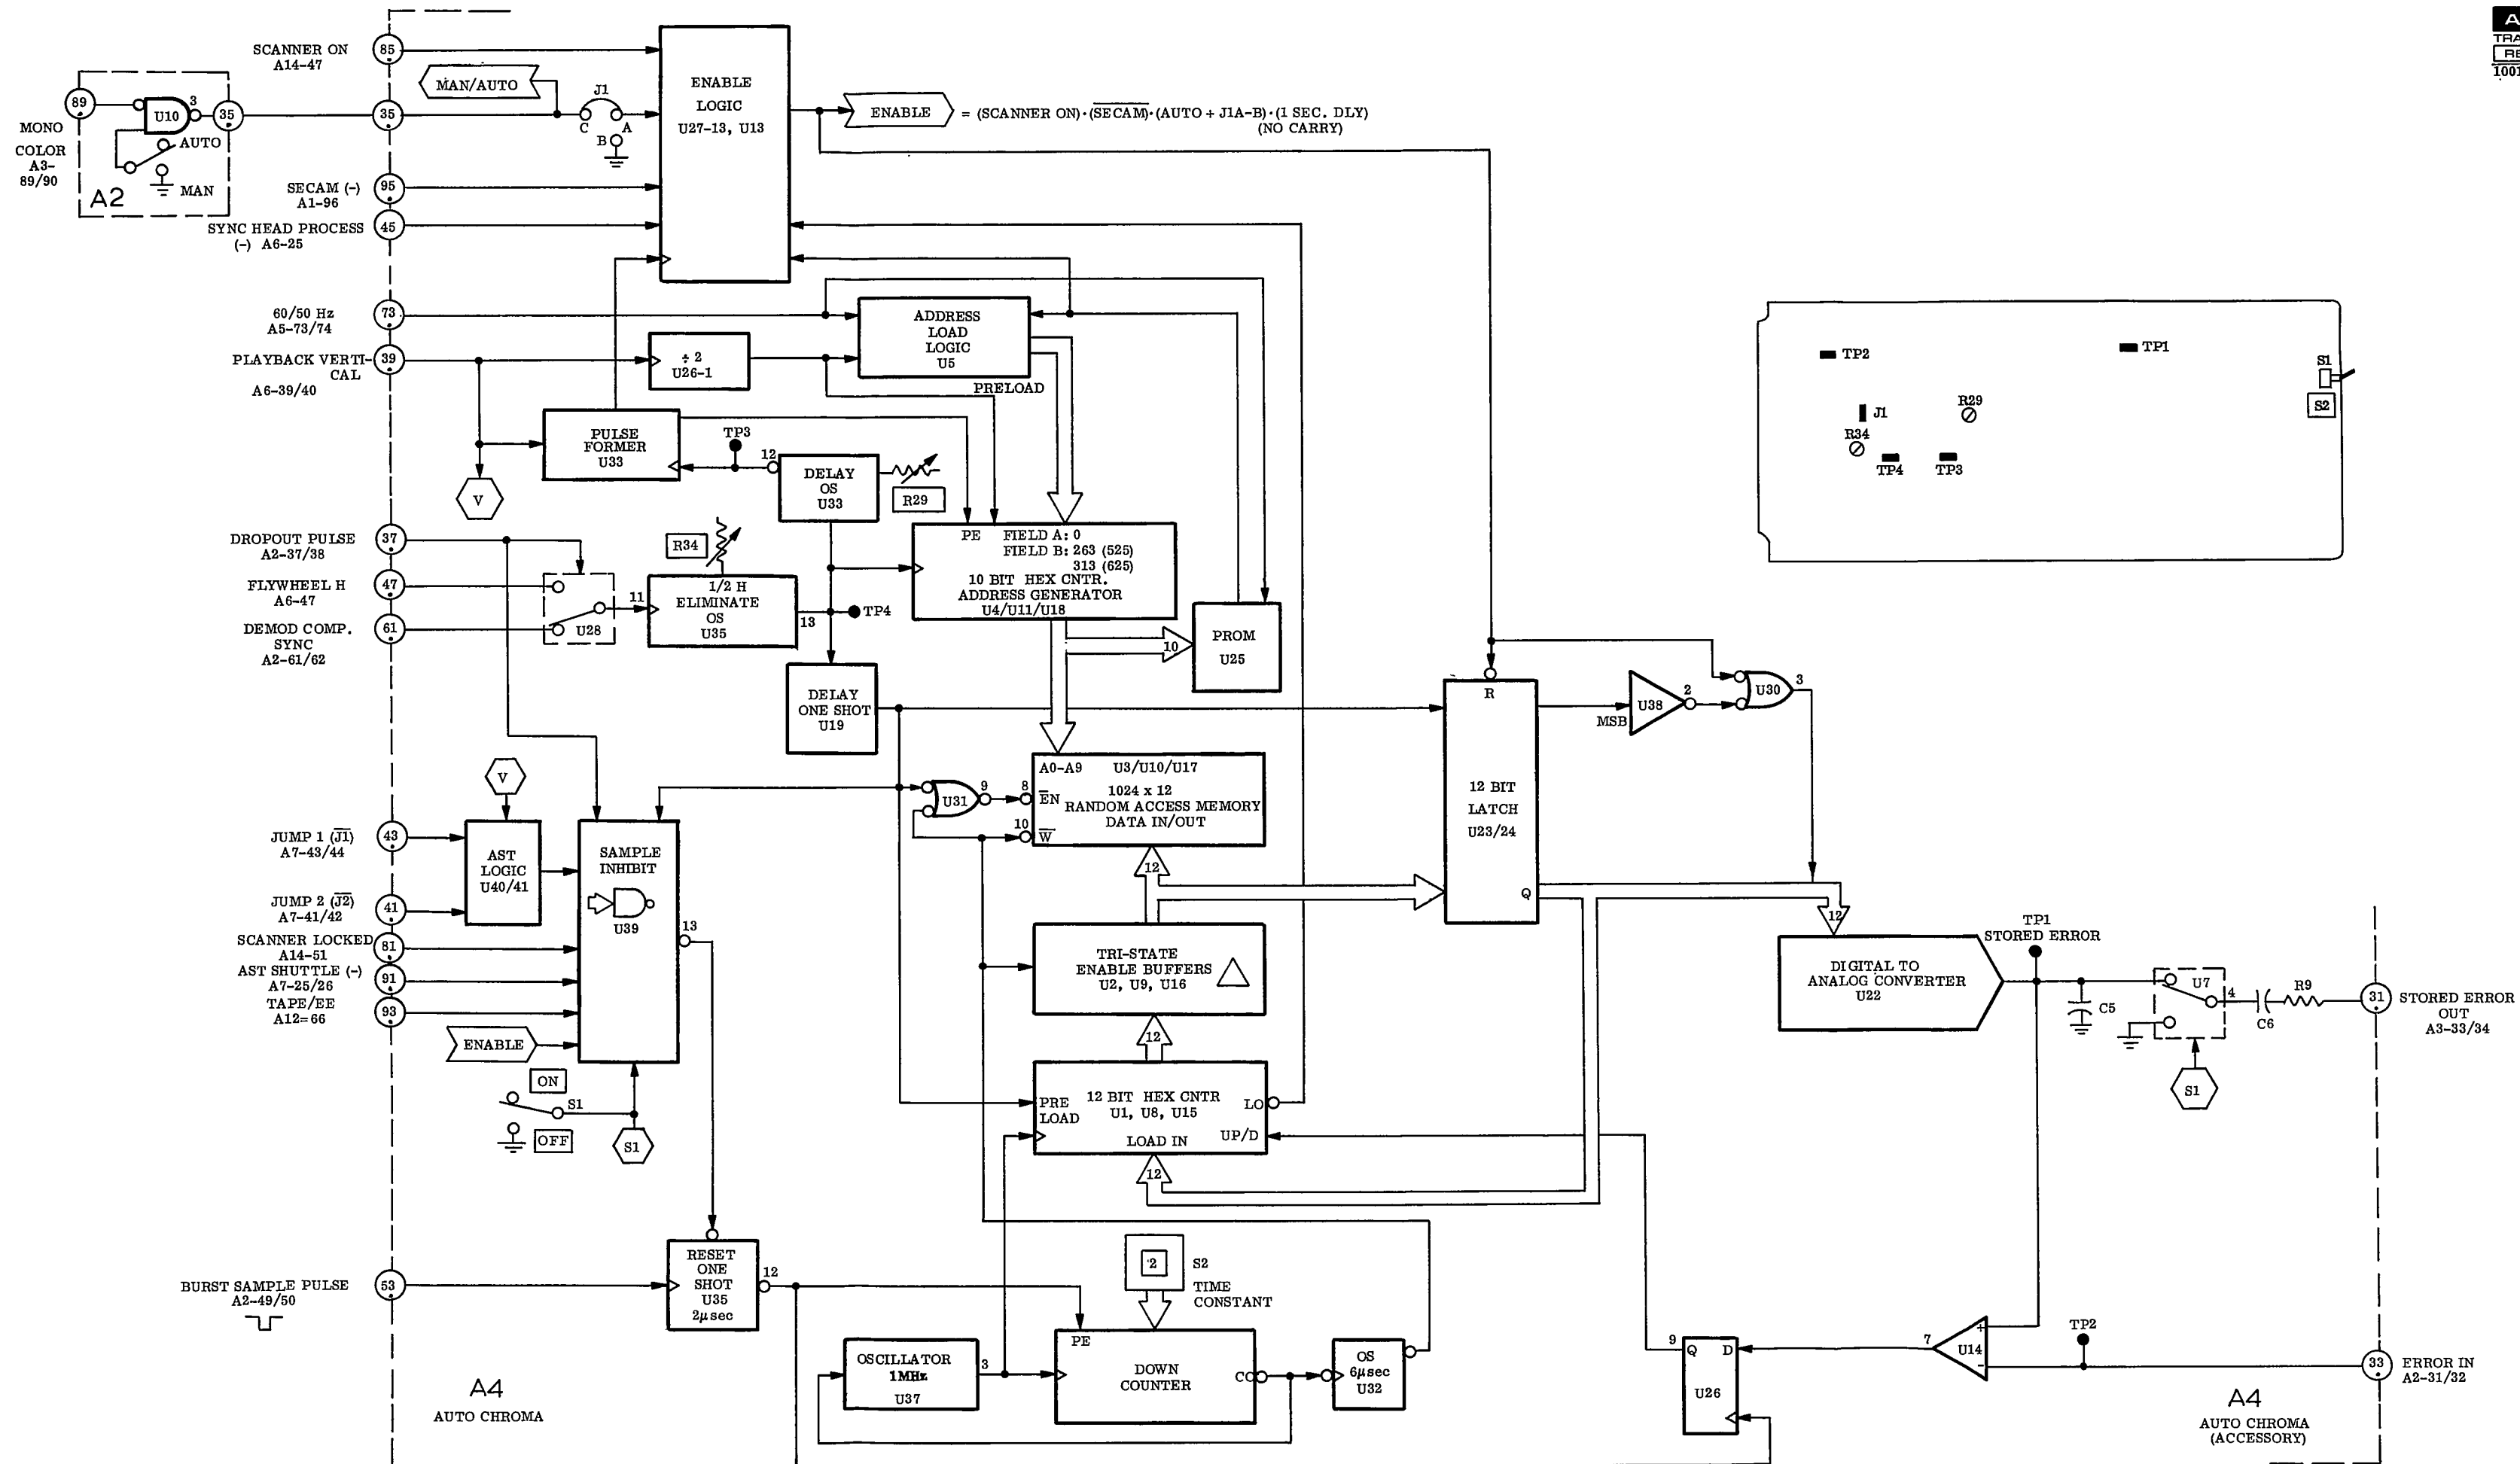 A
TRA
RE
1001
SCANNER ON
A14-47
85
MAN/AUTO
J1
C
A
B
ENABLE
LOGIC
U27-13, U13
ENABLE
= (SCANNER ON)·(SECAM)·(AUTO + J1A-B)·(1 SEC. DLY)
(NO CARRY)
89
U10
3
35
35
MONO
COLOR
A3-
89/90
AUTO
MAN
A2
SECAM (-)
A1-96
95
SYNC HEAD PROCESS
(-) A6-25
45
60/50 Hz
A5-73/74
73
ADDRESS
LOAD
LOGIC
U5
PLAYBACK VERTI-
CAL
A6-39/40
39
÷ 2
U26-1
PRELOAD
PULSE
FORMER
U33
TP3
12
DELAY
OS
U33
R29
V
TP2
TP1
S1
S2
J1
R29
R34
TP4
TP3
DROPOUT PULSE
A2-37/38
37
R34
PE
FIELD A: 0
FIELD B: 263 (525)
313 (625)
10 BIT HEX CNTR.
ADDRESS GENERATOR
U4/U11/U18
FLYWHEEL H
A6-47
47
DEMOD COMP.
SYNC
A2-61/62
61
U28
11
1/2 H
ELIMINATE
OS
U35
13
TP4
10
PROM
U25
DELAY
ONE SHOT
U19
R
12 BIT
LATCH
U23/24
Q
MSB
U38
2
U30
3
V
U31
9
8
10
A0-A9
U3/U10/U17
EN
1024 x 12
RANDOM ACCESS MEMORY
DATA IN/OUT
W
JUMP 1 (J1)
A7-43/44
43
AST
LOGIC
U40/41
SAMPLE
INHIBIT
U39
13
12
JUMP 2 (J2)
A7-41/42
41
SCANNER LOCKED
A14-51
81
AST SHUTTLE (-)
A7-25/26
91
TAPE/EE
A12=66
93
ENABLE
TRI-STATE
ENABLE BUFFERS
U2, U9, U16
12
12
DIGITAL TO
ANALOG CONVERTER
U22
TP1
STORED ERROR
C5
U7
4
C6
R9
31
STORED ERROR
OUT
A3-33/34
S1
ON
S1
OFF
S1
PRE
LOAD
12 BIT HEX CNTR
U1, U8, U15
LO
LOAD IN
UP/D
12
BURST SAMPLE PULSE
A2-49/50
53
RESET
ONE
SHOT
U35
2μsec
12
2
S2
TIME
CONSTANT
OSCILLATOR
1MHz
U37
3
PE
DOWN
COUNTER
CO
OS
6μsec
U32
9
Q
D
U26
7
U14
+
-
TP2
33
ERROR IN
A2-31/32
A4
AUTO CHROMA
A4
AUTO CHROMA
(ACCESSORY)